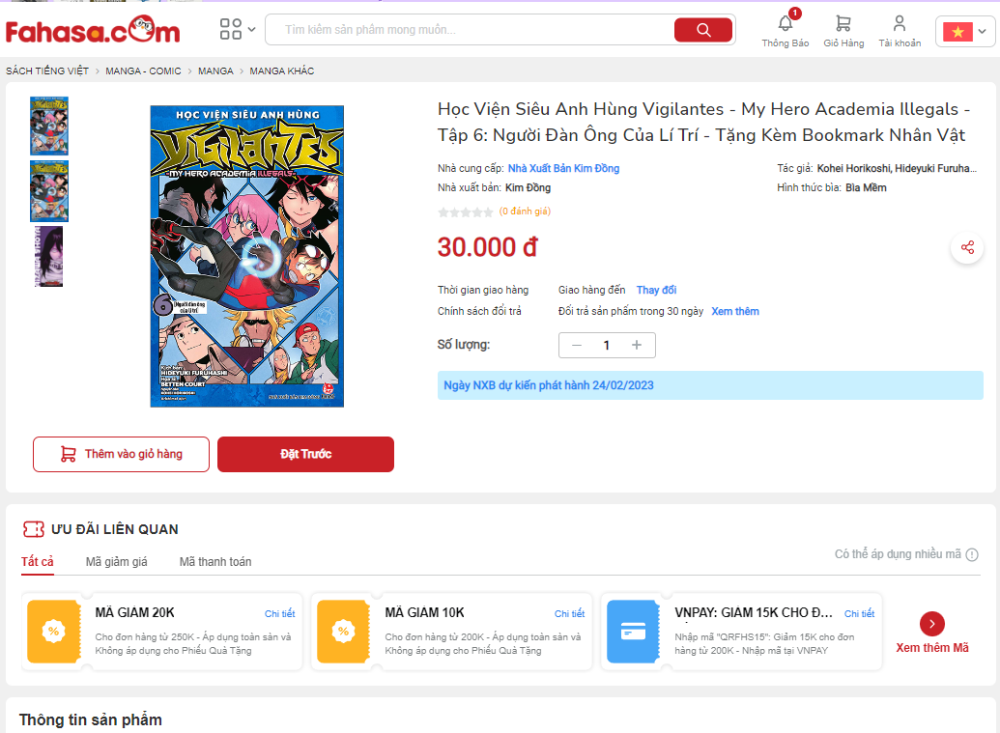 Fahasa.com
Tìm kiếm sản phẩm mong muốn...
1
Thông Báo
Giỏ Hàng
Tài khoản
SÁCH TIẾNG VIỆT > MANGA - COMIC > MANGA > MANGA KHÁC
HỌC VIỆN SIÊU ANH HÙNG
VIGILANTES
-MY HERO ACADEMIA ILLEGALS-
6
Người đàn ông
của lí trí
HIDEYUKI FURUHASHI
BETTEN COURT
KOHEI HORIKOSHI
Học Viện Siêu Anh Hùng Vigilantes - My Hero Academia Illegals -
Tập 6: Người Đàn Ông Của Lí Trí - Tặng Kèm Bookmark Nhân Vật
Nhà cung cấp: Nhà Xuất Bản Kim Đồng
Tác giả: Kohei Horikoshi, Hideyuki Furuha...
Nhà xuất bản: Kim Đồng
Hình thức bìa: Bìa Mềm
(0 đánh giá)
30.000 đ
Thời gian giao hàng
Giao hàng đến Thay đổi
Chính sách đổi trả
Đổi trả sản phẩm trong 30 ngày Xem thêm
Số lượng:
1
Ngày NXB dự kiến phát hành 24/02/2023
Thêm vào giỏ hàng
Đặt Trước
ƯU ĐÃI LIÊN QUAN
Tất cả
Mã giảm giá
Mã thanh toán
Có thể áp dụng nhiều mã
MÃ GIẢM 20K
Chi tiết
Cho đơn hàng từ 250K - Áp dụng toàn sàn và
Không áp dụng cho Phiếu Quà Tặng
MÃ GIẢM 10K
Chi tiết
Cho đơn hàng từ 200K - Áp dụng toàn sàn và
Không áp dụng cho Phiếu Quà Tặng
VNPAY: GIẢM 15K CHO Đ...
Chi tiết
Nhập mã "QRFHS15": Giảm 15K cho đơn
hàng từ 200K - Nhập mã tại VNPAY
Xem thêm Mã
Thông tin sản phẩm